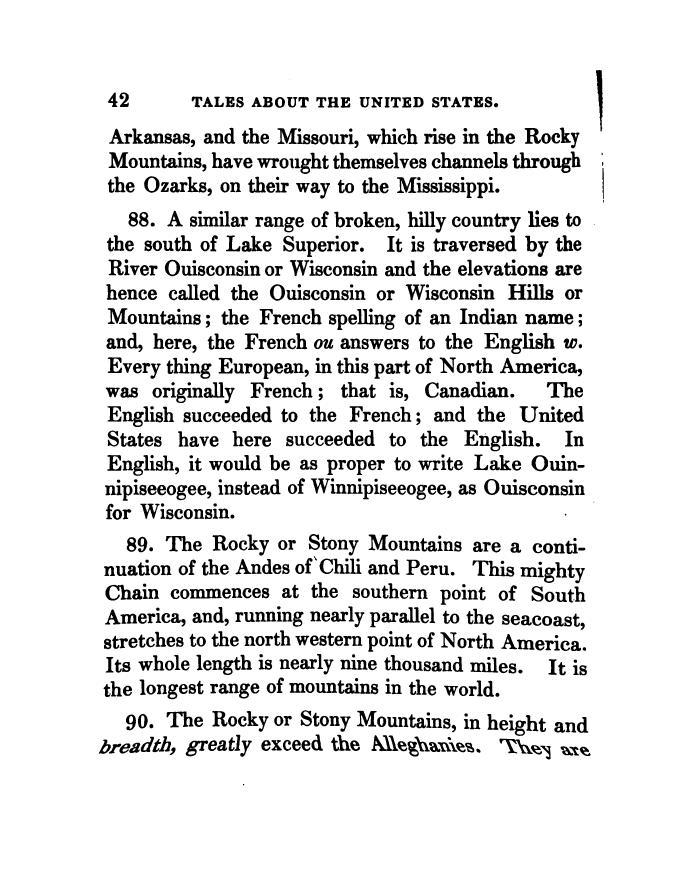 42 TALES ABOUT THE UNITED STATES.
Arkansas, and the Missouri, which rise in the Rocky
Mountains, have wrought themselves channels through
the Ozarks, on their way to the Mississippi.
88. A similar range of broken, hilly country lies to
the south of Lake Superior. It is traversed by the
River Ouisconsin or Wisconsin and the elevations are
hence called the Ouisconsin or Wisconsin Hills or
Mountains; the French spelling of an Indian name;
and, here, the French ou answers to the English w.
Every thing European, in this part of North America,
was originally French; that is, Canadian. The
English succeeded to the French; and the United
States have here succeeded to the English. In
English, it would be as proper to write Lake Ouin-
nipiseeogee, instead of Winnipiseeogee, as Ouisconsin
for Wisconsin.
89. The Rocky or Stony Mountains are a conti-
nuation of the Andes of Chili and Peru. This mighty
Chain commences at the southern point of South
America, and, running nearly parallel to the seacoast,
stretches to the north western point of North America.
Its whole length is nearly nine thousand miles. It is
the longest range of mountains in the world.
90. The Rocky or Stony Mountains, in height and
breadth, greatly exceed the Alleghanies. They are